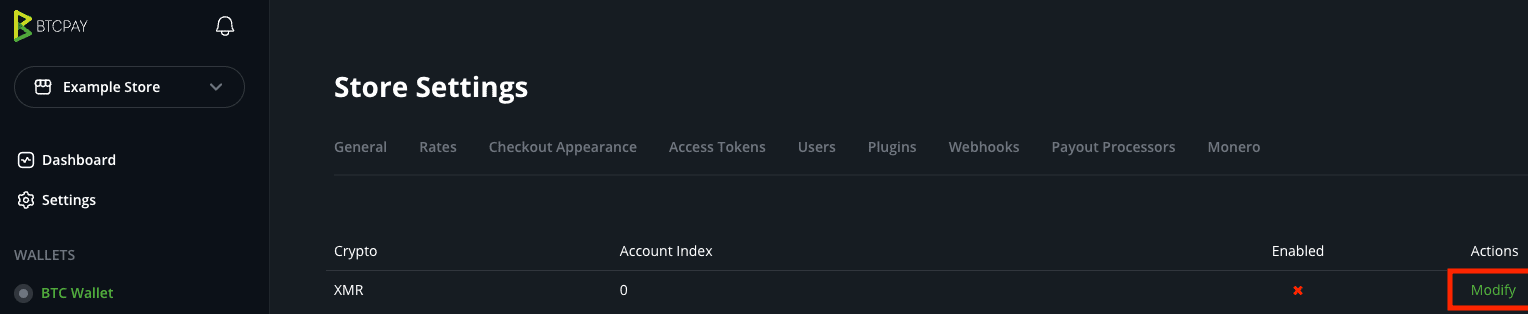 BTCPAY
Example Store
Dashboard
Settings
WALLETS
BTC Wallet
Store Settings
General Rates Checkout Appearance Access Tokens Users Plugins Webhooks Payout Processors Monero
Crypto Account Index Enabled Actions
XMR 0 Modify